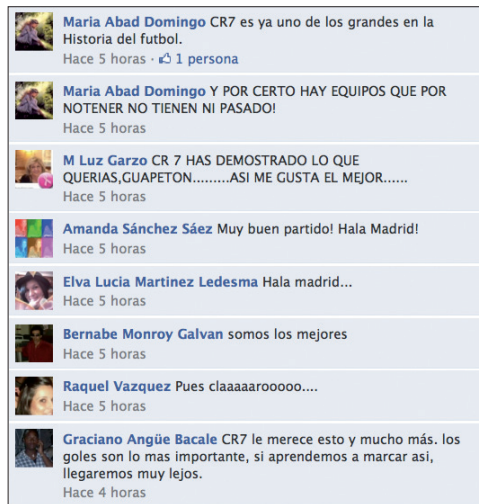 Maria Abad Domingo CR7 es ya uno de los grandes en la
Historia del futbol.
Hace 5 horas · 1 persona
Maria Abad Domingo Y POR CERTO HAY EQUIPOS QUE POR
NOTENER NO TIENEN NI PASADO!
Hace 5 horas
M Luz Garzo CR 7 HAS DEMOSTRADO LO QUE
QUERIAS,GUAPETON.........ASI ME GUSTA EL MEJOR......
Hace 5 horas
Amanda Sánchez Sáez Muy buen partido! Hala Madrid!
Hace 5 horas
Elva Lucia Martinez Ledesma Hala madrid...
Hace 5 horas
Bernabe Monroy Galvan somos los mejores
Hace 5 horas
Raquel Vazquez Pues claaaaarooooo....
Hace 5 horas
Graciano Angüe Bacale CR7 le merece esto y mucho más. los
goles son lo mas importante, si aprendemos a marcar asi,
llegaremos muy lejos.
Hace 4 horas